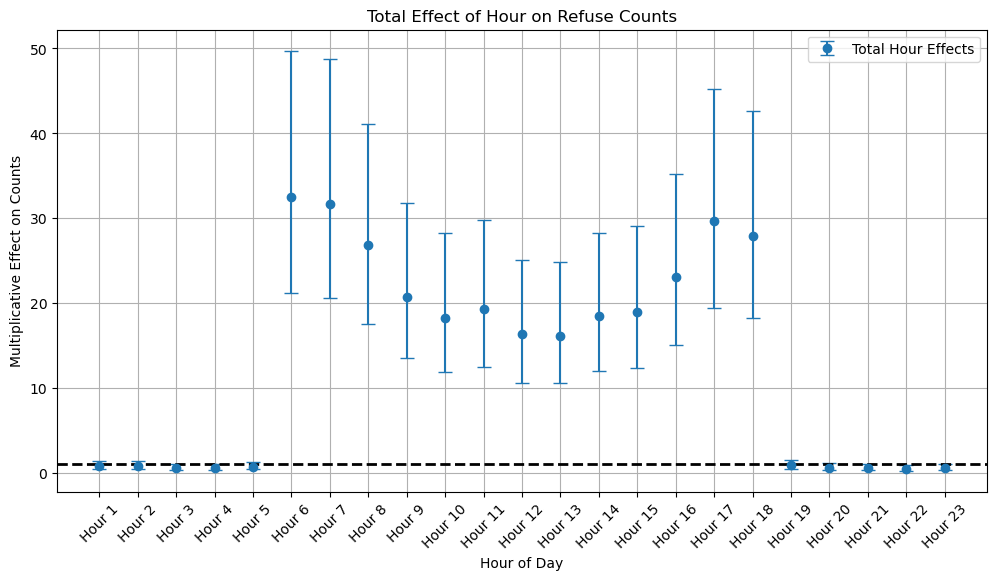 Total Effect of Hour on Refuse Counts
Total Hour Effects
Multiplicative Effect on Counts
50
40
30
20
10
0
Hour 1
Hour 2
Hour 3
Hour 4
Hour 5
Hour 6
Hour 7
Hour 8
Hour 9
Hour 10
Hour 11
Hour 12
Hour 13
Hour 14
Hour 15
Hour 16
Hour 17
Hour 18
Hour 19
Hour 20
Hour 21
Hour 22
Hour 23
Hour of Day